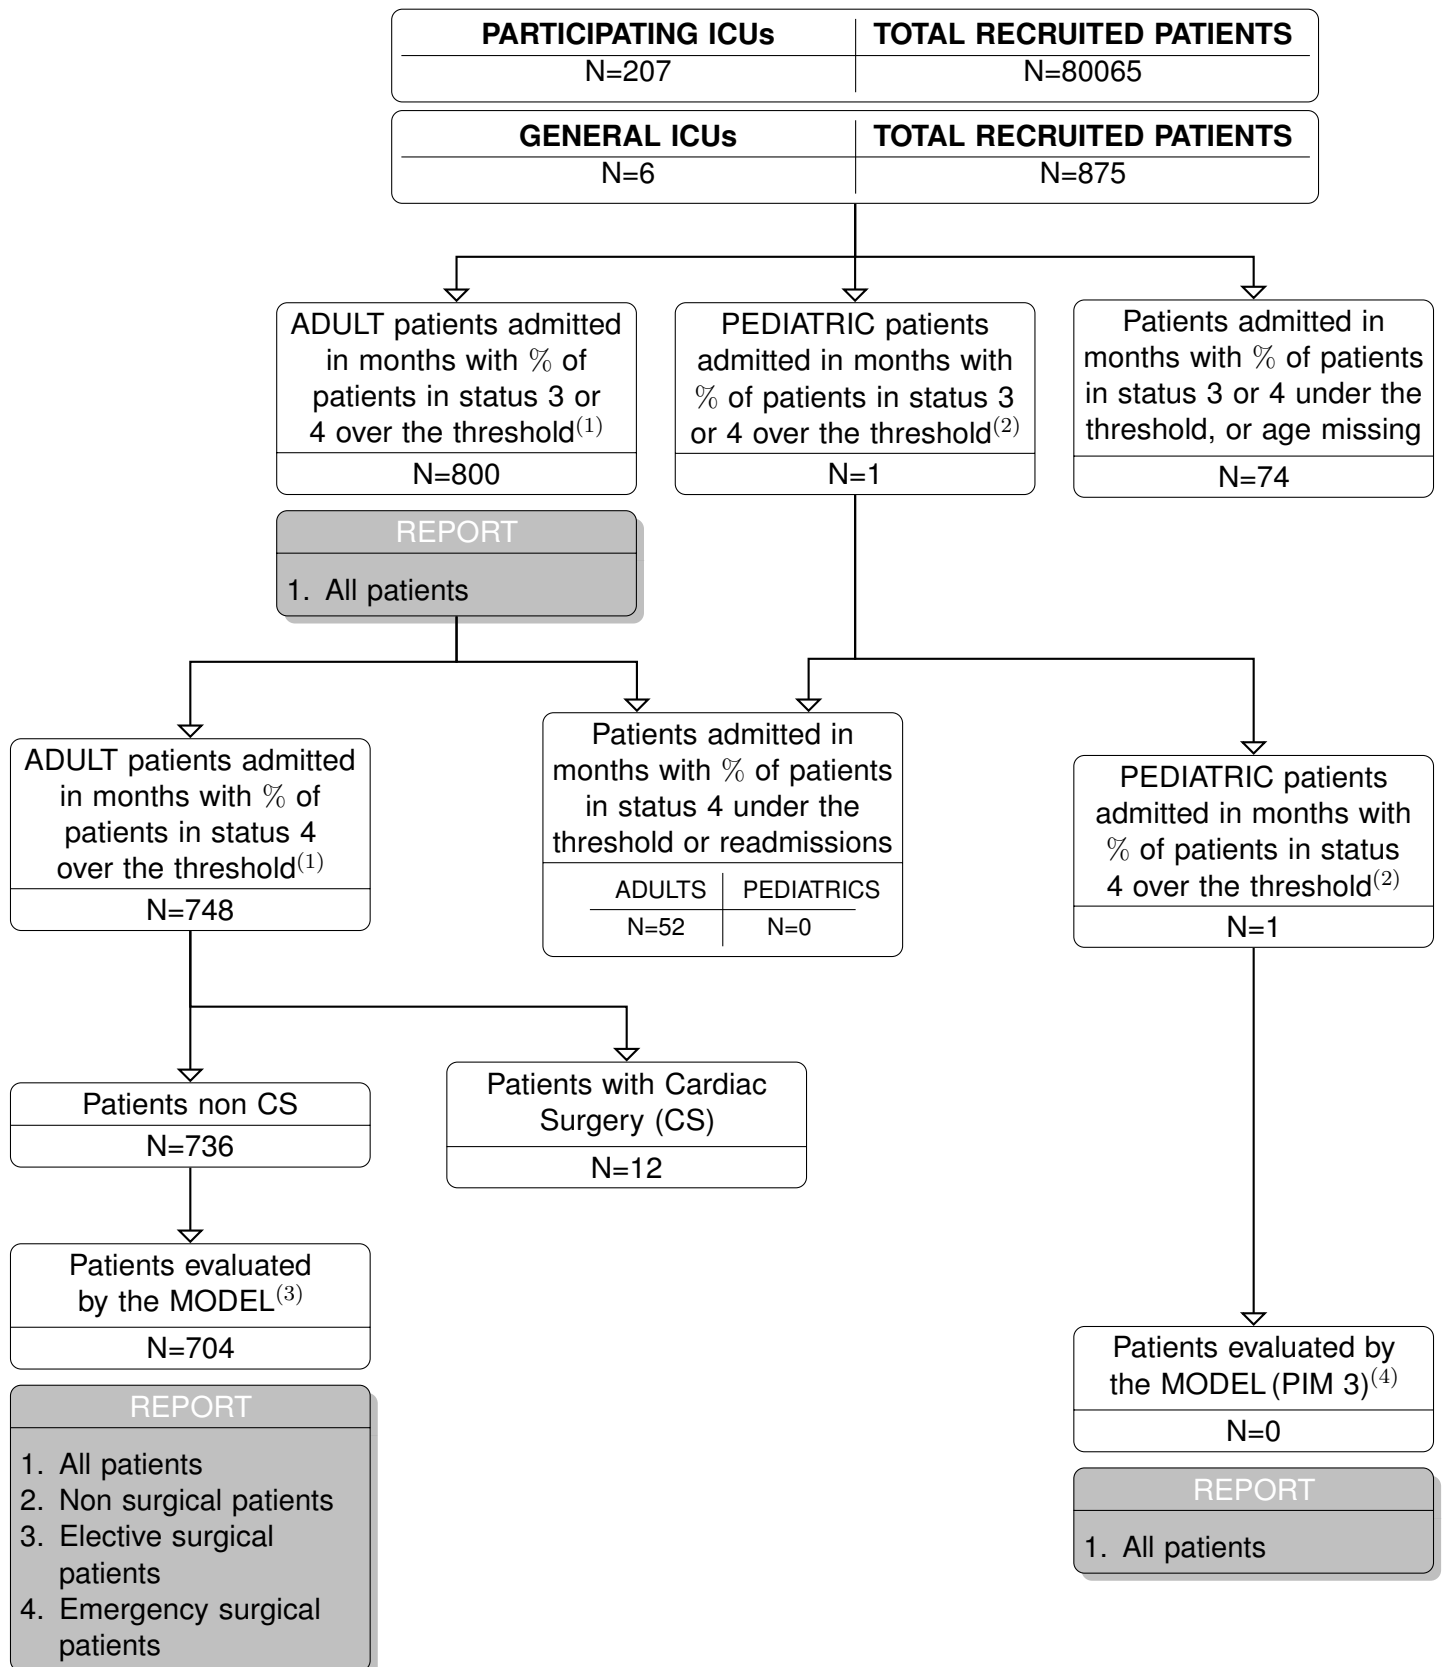 PARTICIPATING ICUs TOTAL RECRUITED PATIENTS
N=207 N=80065
GENERAL ICUs TOTAL RECRUITED PATIENTS
N=6 N=875
ADULT patients admitted
in months with % of
patients in status 3 or
4 over the threshold(1)
N=800
PEDIATRIC patients
admitted in months with
% of patients in status 3
or 4 over the threshold(2)
N=1
Patients admitted in
months with % of patients
in status 3 or 4 under the
threshold, or age missing
N=74
REPORT
1. All patients
ADULT patients admitted
in months with % of
patients in status 4
over the threshold(1)
N=748
Patients admitted in
months with % of patients
in status 4 under the
threshold or readmissions
ADULTS PEDIATRICS
N=52 N=0
PEDIATRIC patients
admitted in months with
% of patients in status
4 over the threshold(2)
N=1
Patients non CS
N=736
Patients with Cardiac
Surgery (CS)
N=12
Patients evaluated
by the MODEL(3)
N=704
REPORT
1. All patients
2. Non surgical patients
3. Elective surgical
patients
4. Emergency surgical
patients
Patients evaluated by
the MODEL (PIM 3)(4)
N=0
REPORT
1. All patients